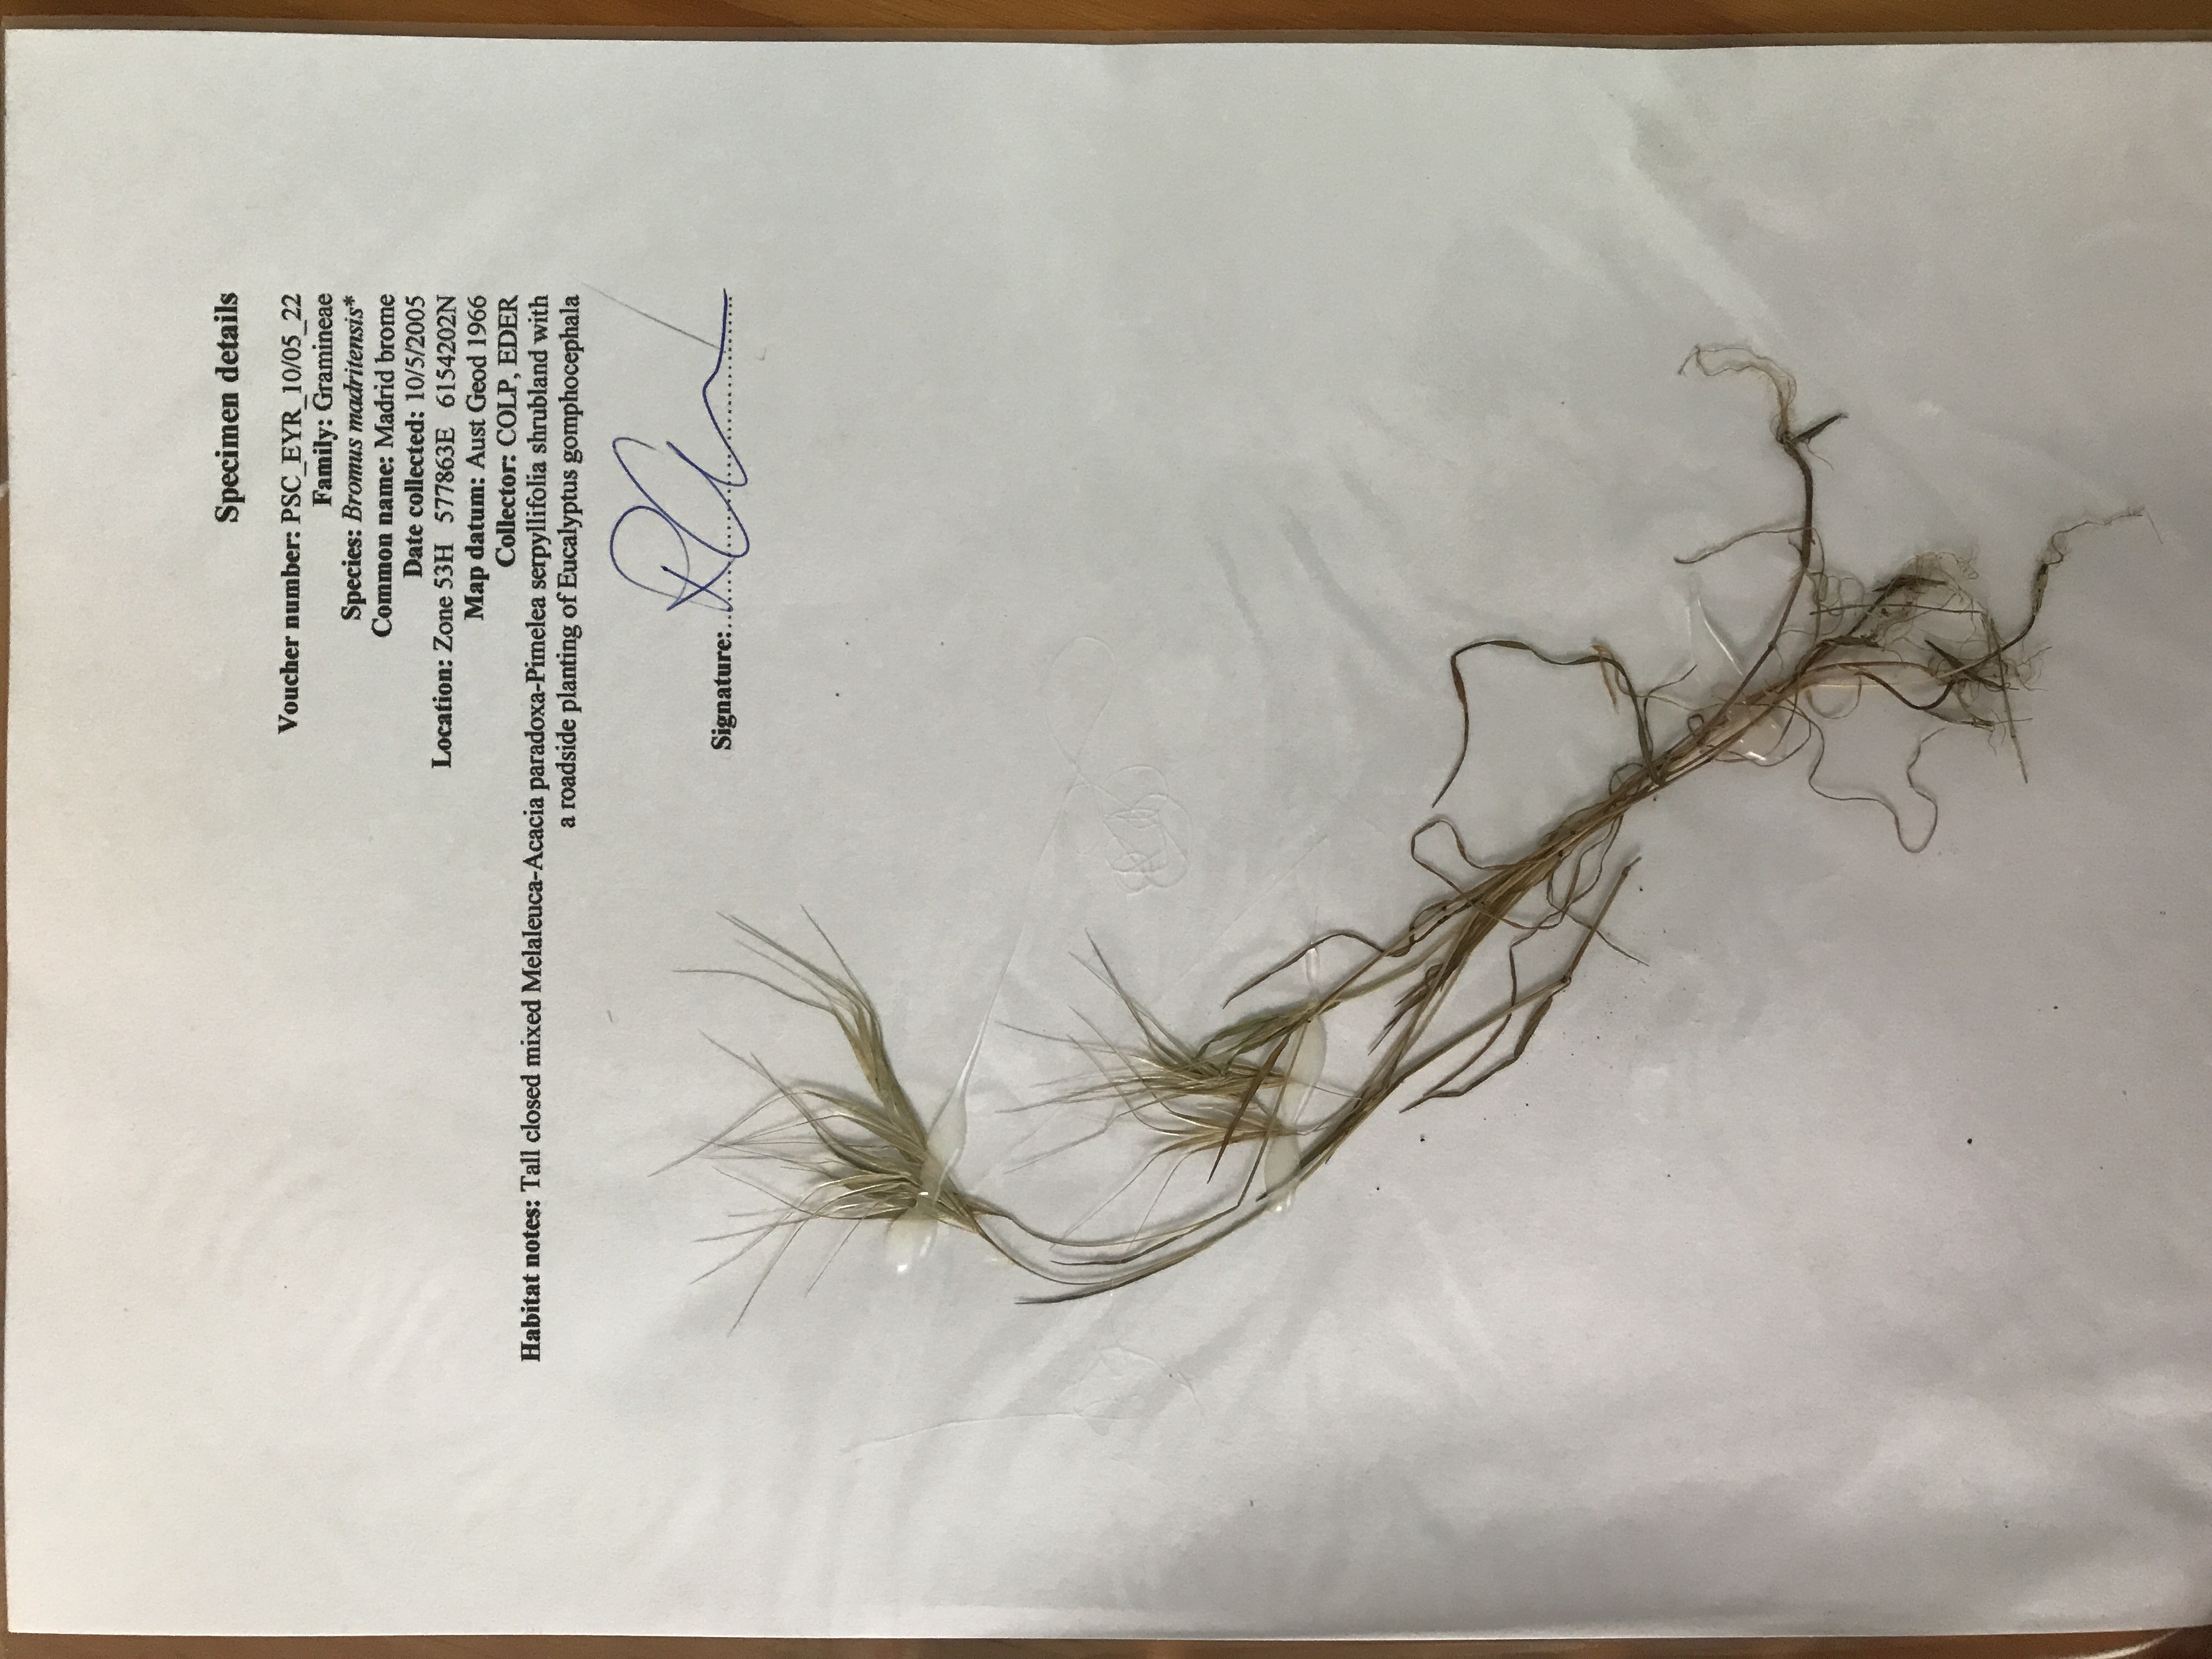 Specimen details
Voucher number: PSC_EYR_10/05_22
Family: Gramineae
Species: Bromus madritensis*
Common name: Madrid brome
Date collected: 10/5/2005
Location: Zone 53H 577863E 6154202N
Map datum: Aust Geod 1966
Collector: COLP, EDER
Habitat notes: Tall closed mixed Melaleuca-Acacia paradoxa-Pimelea serpyllifolia shrubland with
a roadside planting of Eucalyptus gomphocephala
Signature: